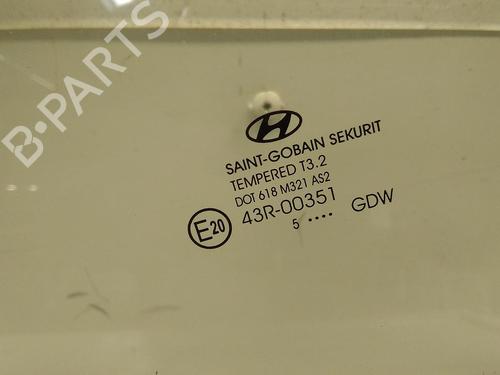 B-PARTS
SAINT-GOBAIN SEKURIT
TEMPERED T3.2
DOT 618 M321 AS2
E20 43R-00351
5 •••• GDW